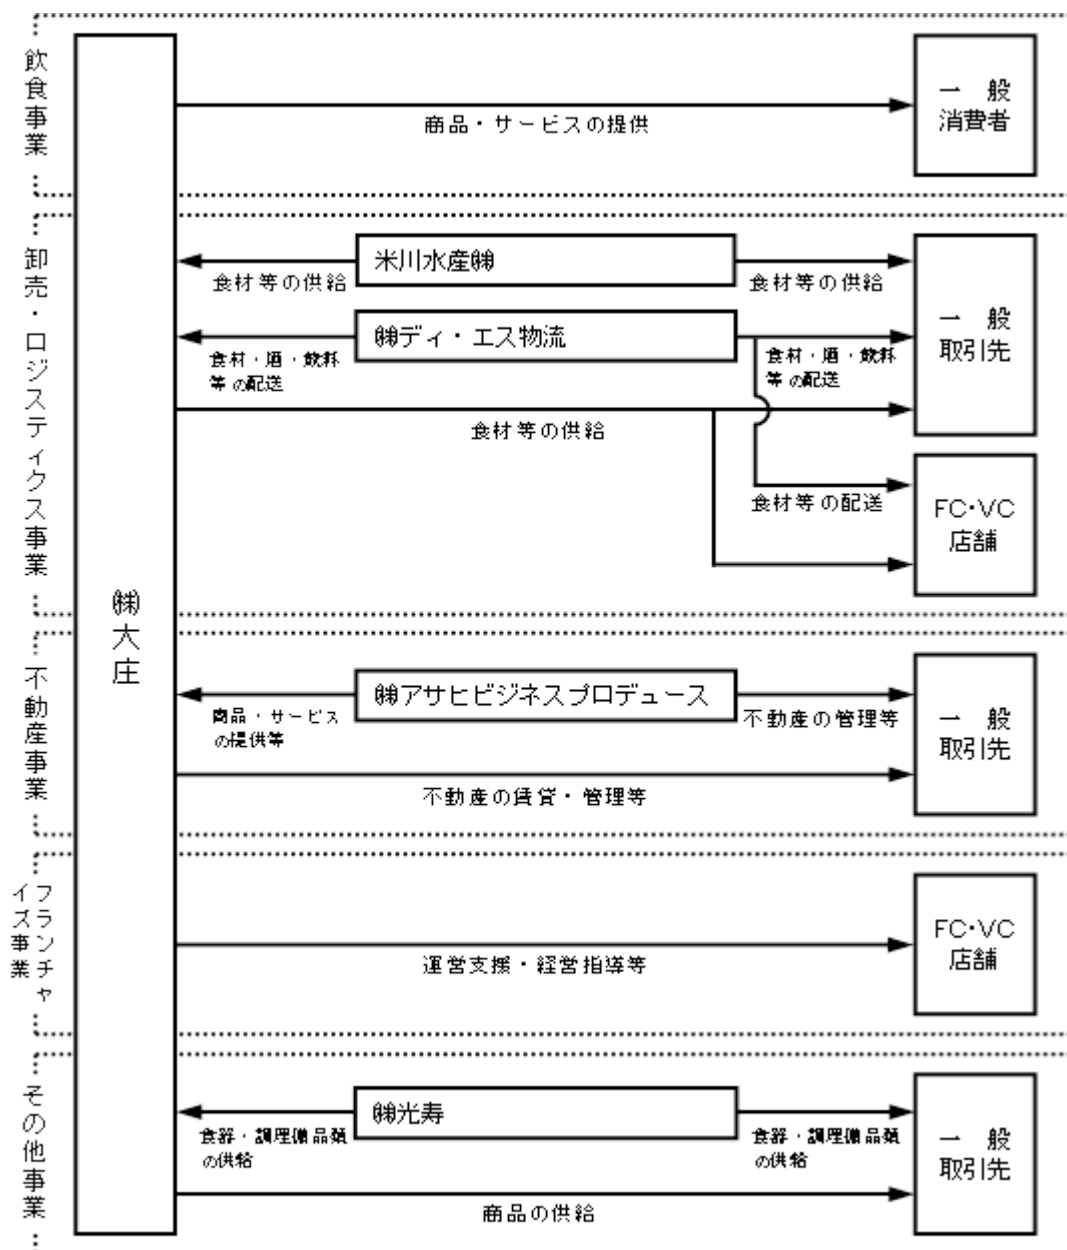 飲食事業
㈱大庄
商品・サービスの提供
一般
消費者
卸売・ロジスティクス事業
米川水産㈱
食材等の供給
食材等の供給
㈱ディ・エス物流
食材・酒・飲料
等の配送
食材・酒・飲料
等の配送
一般
取引先
食材等の供給
食材等の配送
FC・VC
店舗
不動産事業
㈱アサヒビジネスプロデュース
商品・サービス
の提供等
不動産の管理等
一般
取引先
不動産の賃貸・管理等
フランチャ
イズ事業
運営支援・経営指導等
FC・VC
店舗
その他事業
㈱光寿
食器・調理備品類
の供給
食器・調理備品類
の供給
一般
取引先
商品の供給